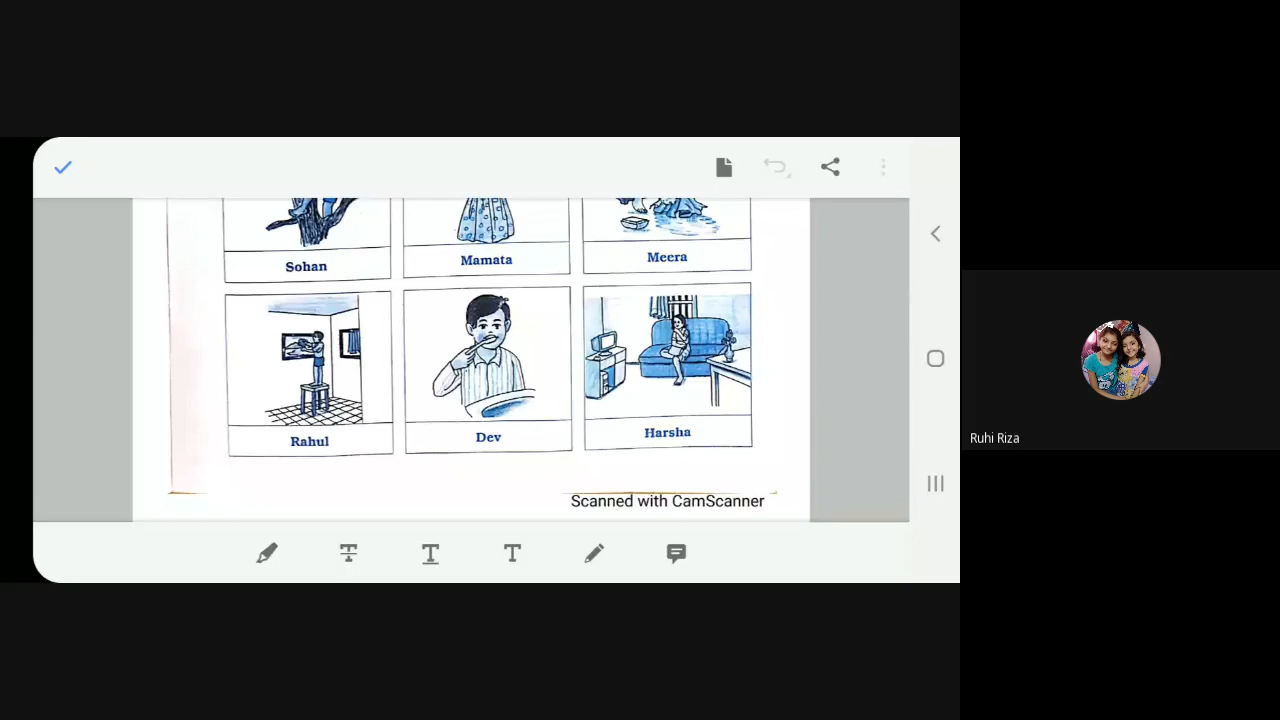 Sohan
Mamata
Meera
Rahul
Dev
Harsha
Scanned with CamScanner
Ruhi Riza